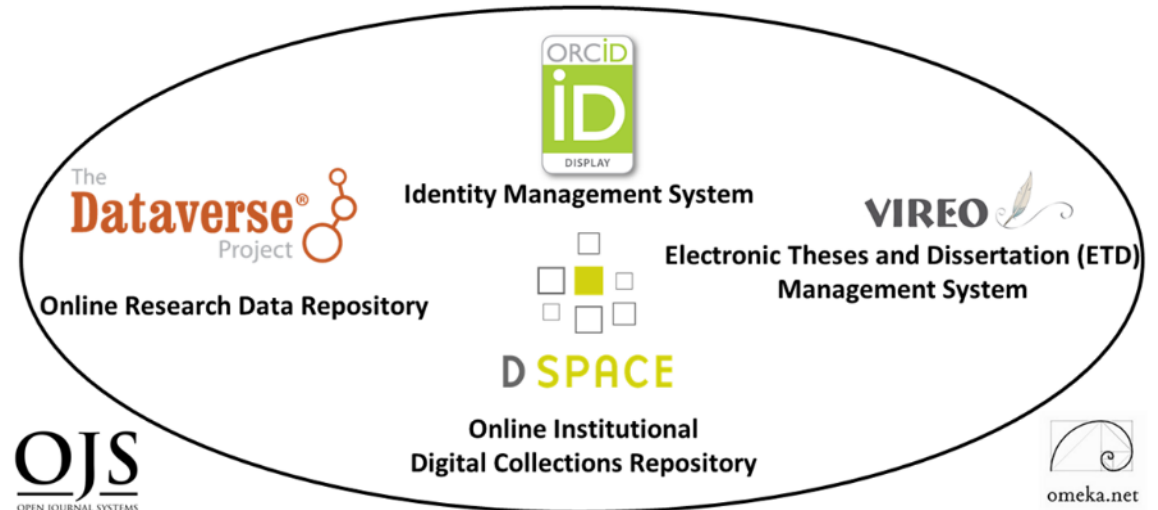 ORCiD
iD
DISPLAY
Identity Management System
The
Dataverse®
Project
Online Research Data Repository
VIREO
Electronic Theses and Dissertation (ETD)
Management System
D SPACE
Online Institutional
Digital Collections Repository
OJS
OPEN JOURNAL SYSTEMS
omeka.net